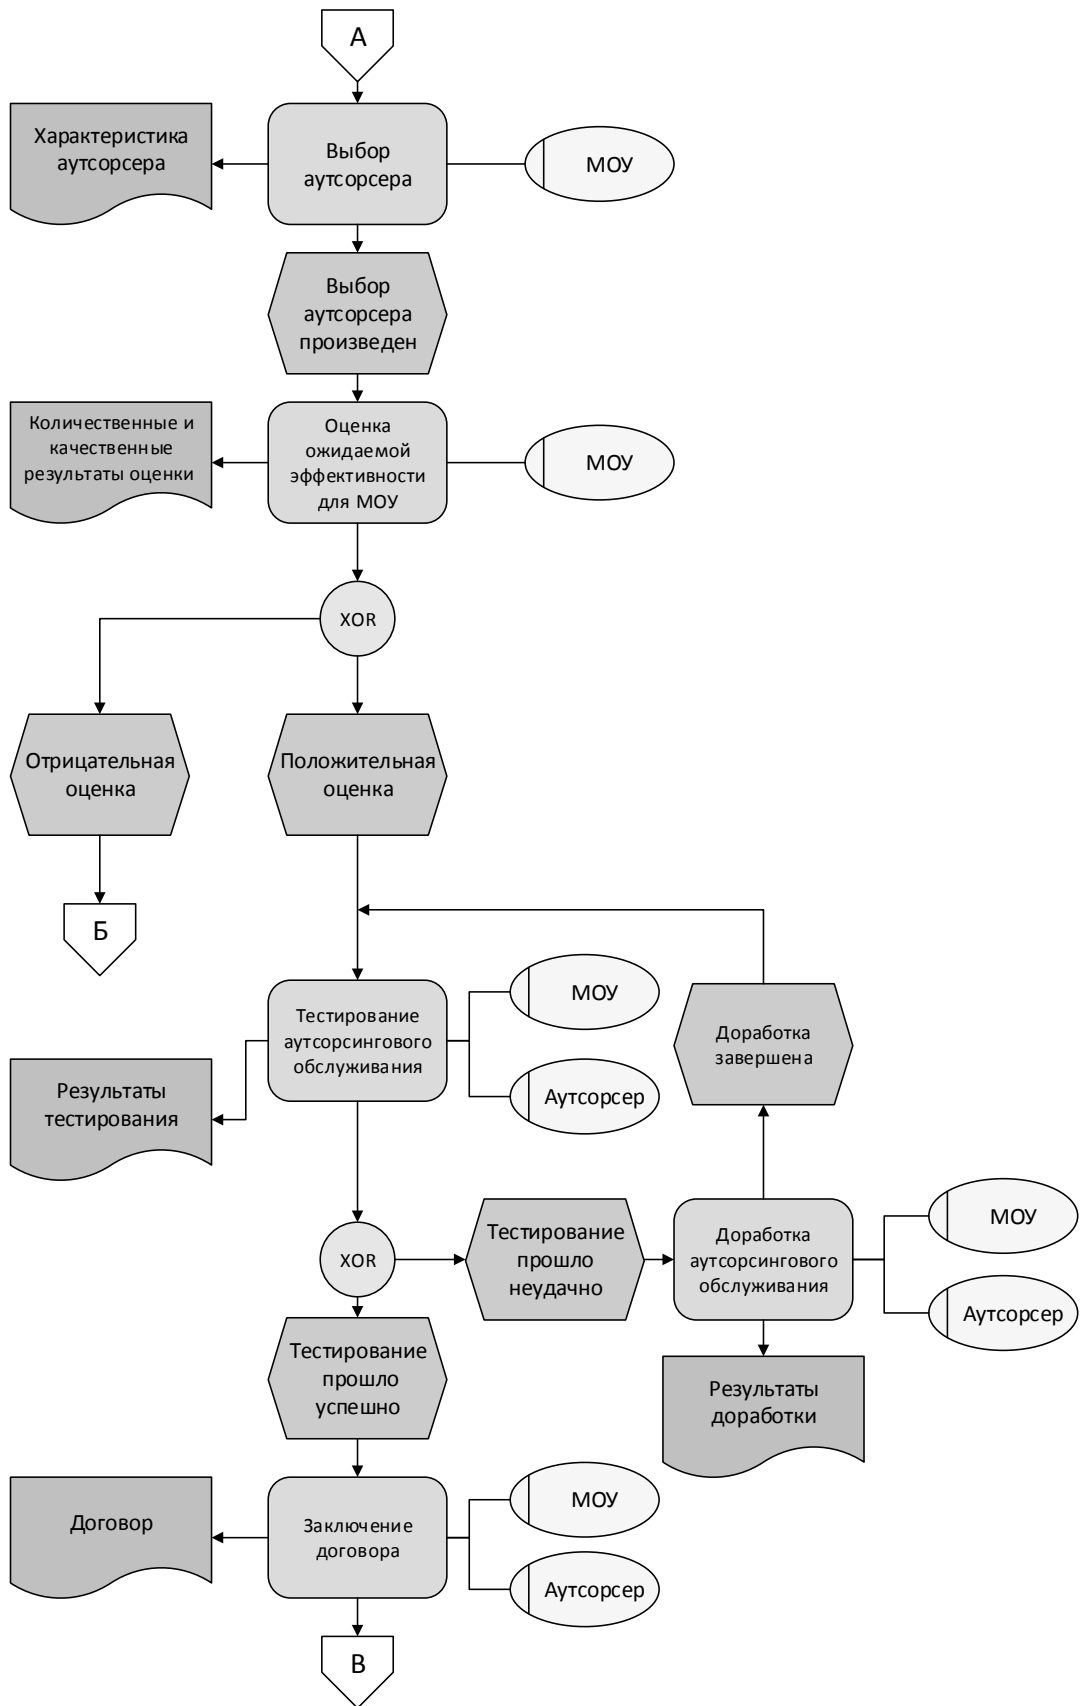 А
Характеристика
аутсорсера
Выбор
аутсорсера
МОУ
Выбор
аутсорсера
произведен
Количественные и
качественные
результаты оценки
Оценка
ожидаемой
эффективности
для МОУ
МОУ
XOR
Отрицательная
оценка
Положительная
оценка
Б
Тестирование
аутсорсингового
обслуживания
МОУ
Аутсорсер
Доработка
завершена
Результаты
тестирования
XOR
Тестирование
прошло
неудачно
Доработка
аутсорсингового
обслуживания
МОУ
Аутсорсер
Тестирование
прошло
успешно
Результаты
доработки
Договор
Заключение
договора
МОУ
Аутсорсер
В